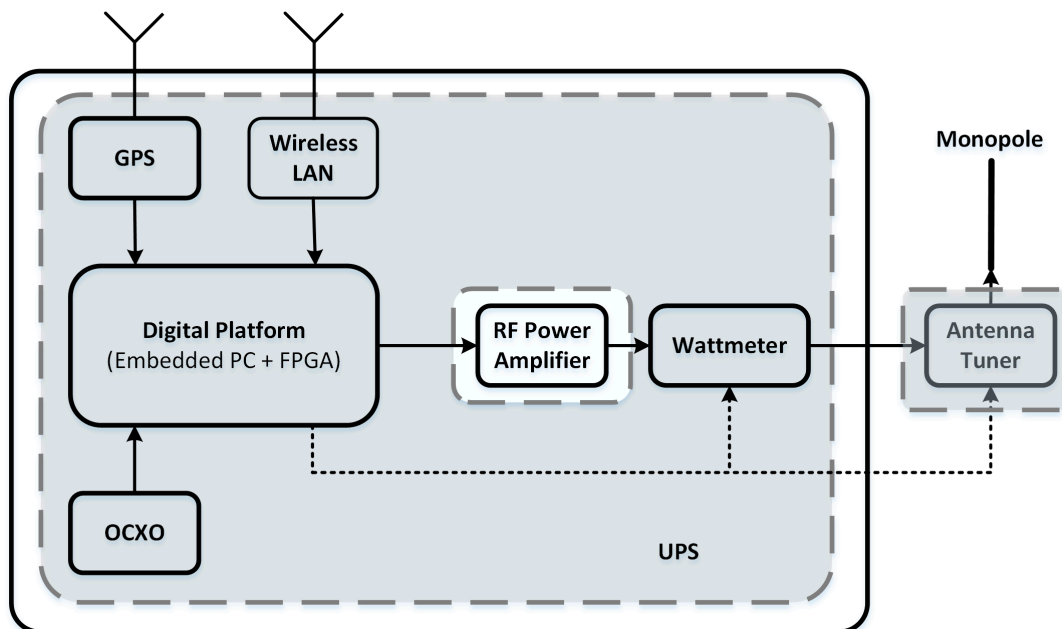 GPS
Wireless
LAN
Monopole
Digital Platform
(Embedded PC + FPGA)
RF Power
Amplifier
Wattmeter
Antenna
Tuner
OCXO
UPS